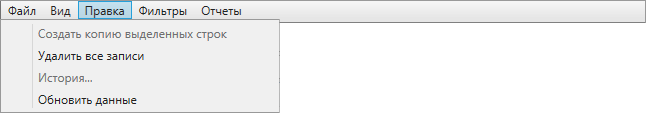 Файл Вид Правка Фильтры Отчеты
Создать копию выделенных строк
Удалить все записи
История...
Обновить данные